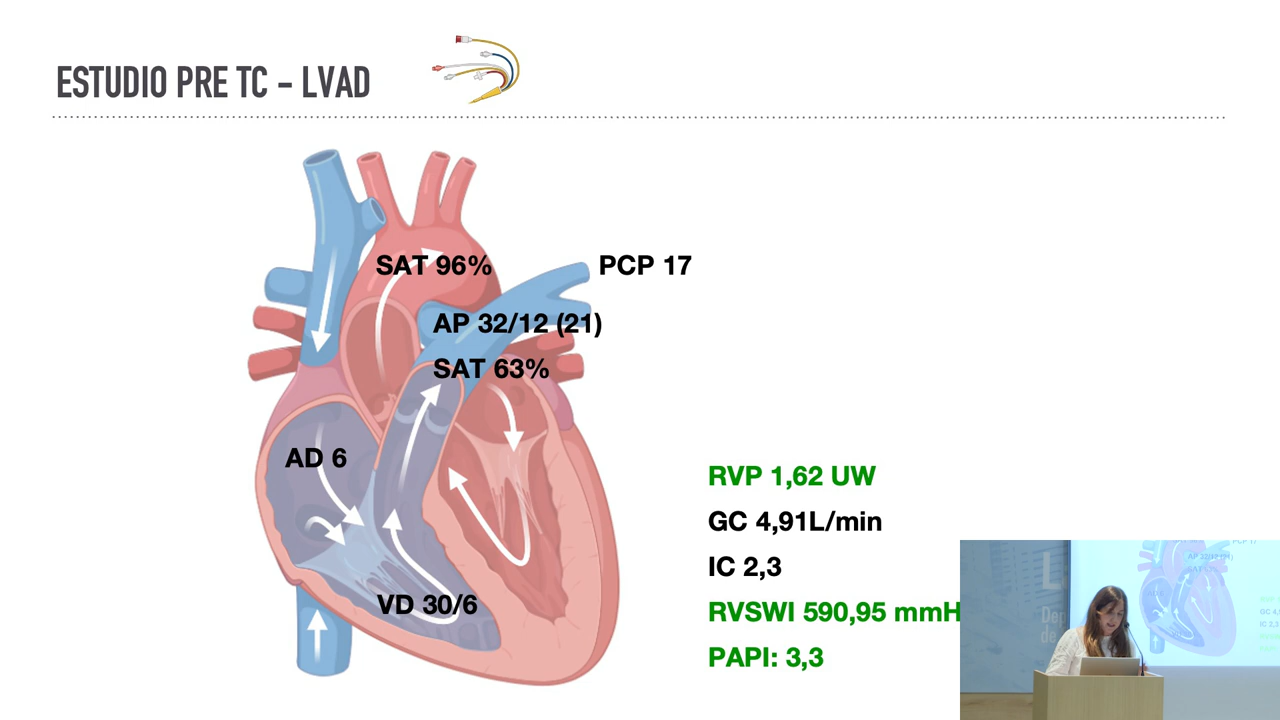 ESTUDIO PRE TC - LVAD
SAT 96%
PCP 17
AP 32/12 (21)
SAT 63%
AD 6
VD 30/6
RVP 1,62 UW
GC 4,91L/min
IC 2,3
RVSWI 590,95 mmH
PAPI: 3,3